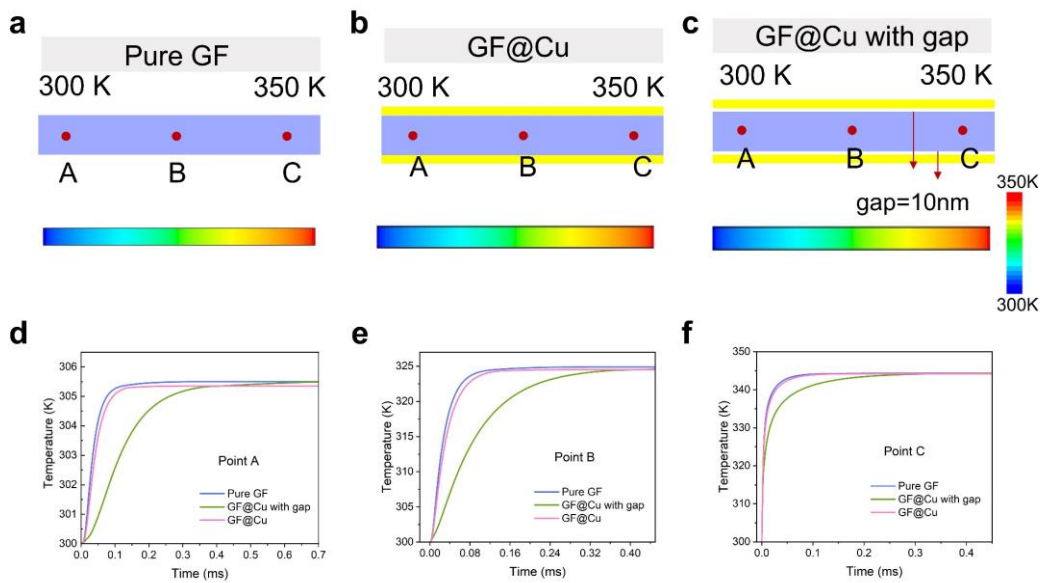 a
Pure GF
300 K 350 K
A B C
b
GF@Cu
300 K 350 K
A B C
c
GF@Cu with gap
300 K 350 K
A B C
gap=10nm
350K
300K
d
Temperature (K)
306
305
304
303
302
301
300
0.0 0.1 0.2 0.3 0.4 0.5 0.6 0.7
Time (ms)
Point A
Pure GF
GF@Cu with gap
GF@Cu
e
Temperature (K)
325
320
315
310
305
300
0.00 0.08 0.16 0.24 0.32 0.40
Time (ms)
Point B
Pure GF
GF@Cu with gap
GF@Cu
f
Temperature (K)
350
340
330
320
310
300
0.0 0.1 0.2 0.3 0.4
Time (ms)
Point C
Pure GF
GF@Cu with gap
GF@Cu